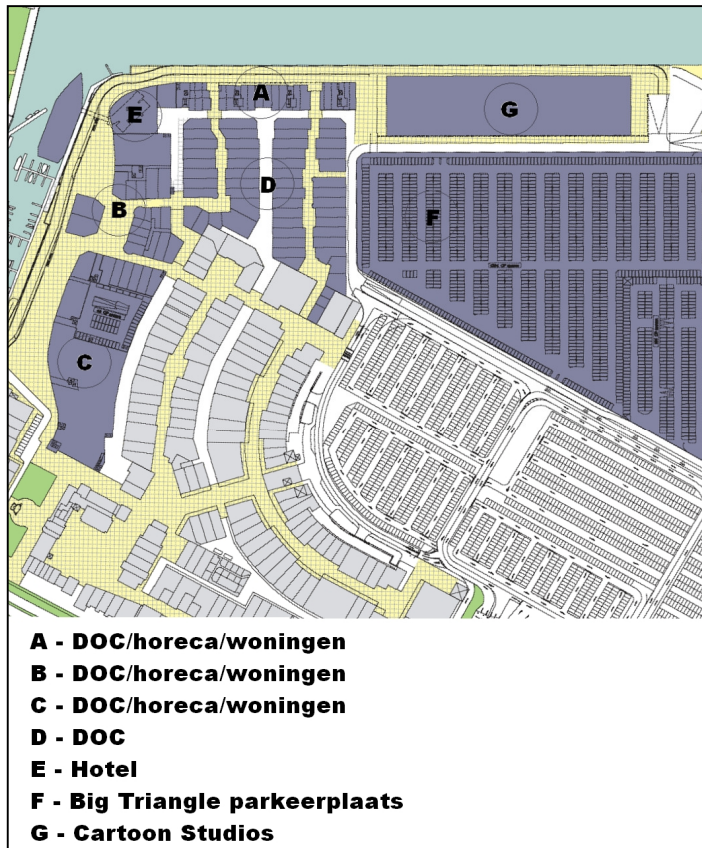 A
G
E
D
B
F
C
A - DOC/horeca/woningen
B - DOC/horeca/woningen
C - DOC/horeca/woningen
D - DOC
E - Hotel
F - Big Triangle parkeerplaats
G - Cartoon Studios